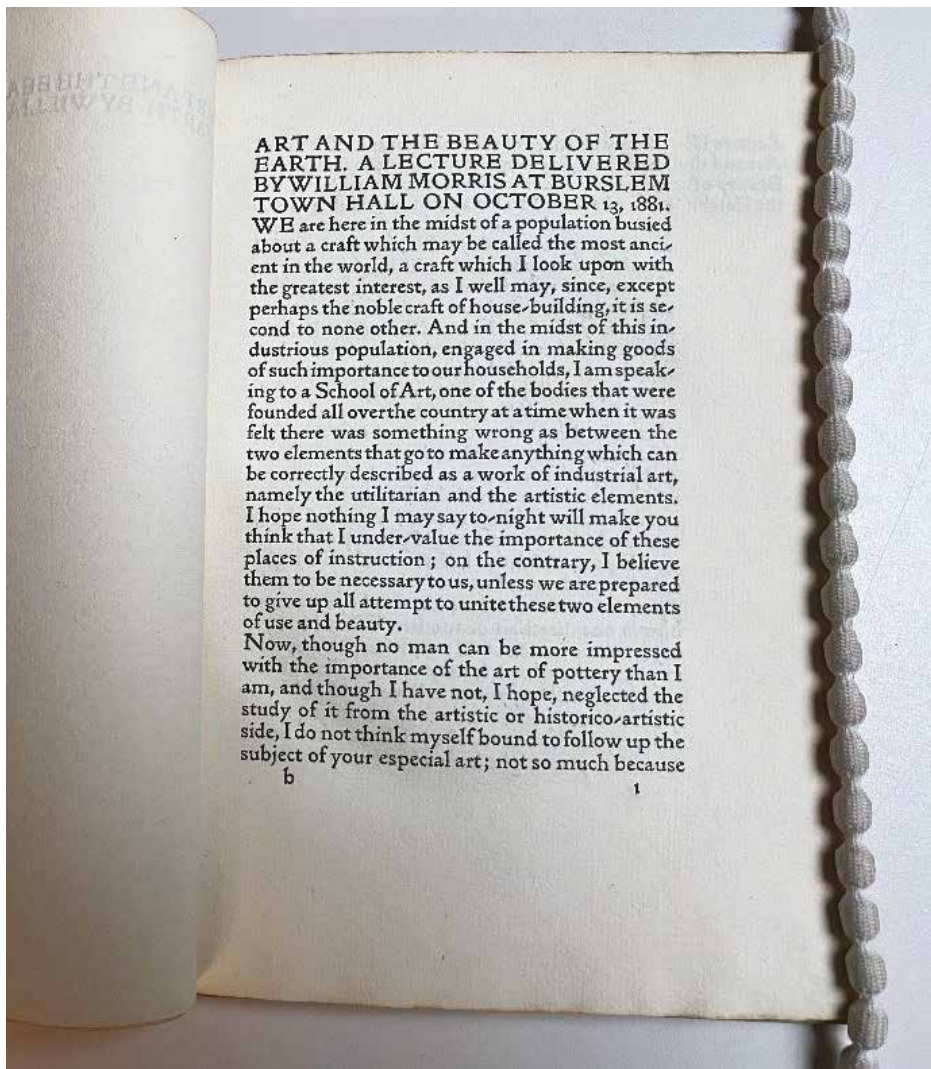 ART AND THE BEAUTY OF THE
EARTH. A LECTURE DELIVERED
BY WILLIAM MORRIS AT BURSLEM
TOWN HALL ON OCTOBER 13, 1881.
WE are here in the midst of a population busied
about a craft which may be called the most anci-
ent in the world, a craft which I look upon with
the greatest interest, as I well may, since, except
perhaps the noble craft of house-building, it is se-
cond to none other. And in the midst of this in-
dustrious population, engaged in making goods
of such importance to our households, I am speak-
ing to a School of Art, one of the bodies that were
founded all over the country at a time when it was
felt there was something wrong as between the
two elements that go to make anything which can
be correctly described as a work of industrial art,
namely the utilitarian and the artistic elements.
I hope nothing I may say to-night will make you
think that I under-value the importance of these
places of instruction; on the contrary, I believe
them to be necessary to us, unless we are prepared
to give up all attempt to unite these two elements
of use and beauty.
Now, though no man can be more impressed
with the importance of the art of pottery than I
am, and though I have not, I hope, neglected the
study of it from the artistic or historico-artistic
side, I do not think myself bound to follow up the
subject of your especial art; not so much because
b 1